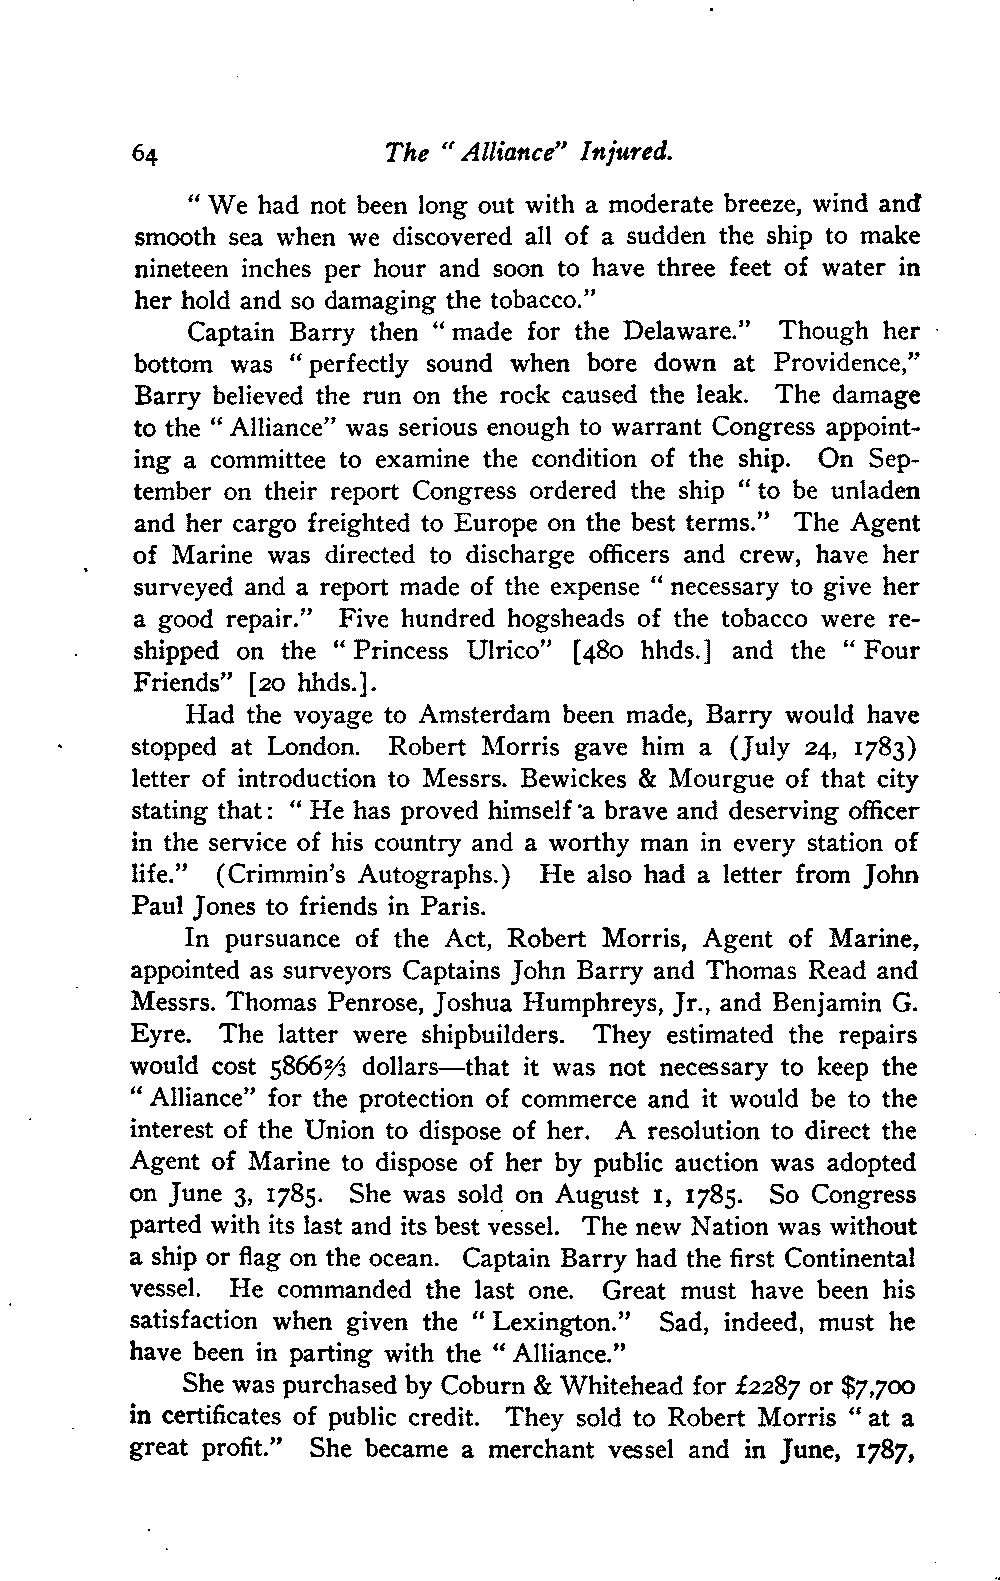 64 The “ Alliance” Injured.
“ We had not been long out with a moderate breeze, wind and
smooth sea when we discovered all of a sudden the ship to make
nineteen inches per hour and soon to have three feet of water in
her hold and so damaging the tobacco.”
Captain Barry then “ made for the Delaware.” Though her
bottom was “ perfectly sound when bore down at Providence,”
Barry believed the run on the rock caused the leak. The damage
to the “ Alliance” was serious enough to warrant Congress appoint-
ing a committee to examine the condition of the ship. On Sep-
tember on their report Congress ordered the ship “ to be unladen
and her cargo freighted to Europe on the best terms.” The Agent
of Marine was directed to discharge officers and crew, have her
surveyed and a report made of the expense “ necessary to give her
a good repair.” Five hundred hogsheads of the tobacco were re-
shipped on the “ Princess Ulrico” [480 hhds.] and the “ Four
Friends” [20 hhds.].
Had the voyage to Amsterdam been made, Barry would have
stopped at London. Robert Morris gave him a (July 24, 1783)
letter of introduction to Messrs. Bewickes & Mourgue of that city
stating that: “ He has proved himself a brave and deserving officer
in the service of his country and a worthy man in every station of
life.” (Crimmin's Autographs.) He also had a letter from John
Paul Jones to friends in Paris.
In pursuance of the Act, Robert Morris, Agent of Marine,
appointed as surveyors Captains John Barry and Thomas Read and
Messrs. Thomas Penrose, Joshua Humphreys, Jr., and Benjamin G.
Eyre. The latter were shipbuilders. They estimated the repairs
would cost 5866⅔ dollars—that it was not necessary to keep the
“ Alliance” for the protection of commerce and it would be to the
interest of the Union to dispose of her. A resolution to direct the
Agent of Marine to dispose of her by public auction was adopted
on June 3, 1785. She was sold on August 1, 1785. So Congress
parted with its last and its best vessel. The new Nation was without
a ship or flag on the ocean. Captain Barry had the first Continental
vessel. He commanded the last one. Great must have been his
satisfaction when given the “ Lexington.” Sad, indeed, must he
have been in parting with the “ Alliance.”
She was purchased by Coburn & Whitehead for £2287 or $7,700
in certificates of public credit. They sold to Robert Morris “ at a
great profit.” She became a merchant vessel and in June, 1787,